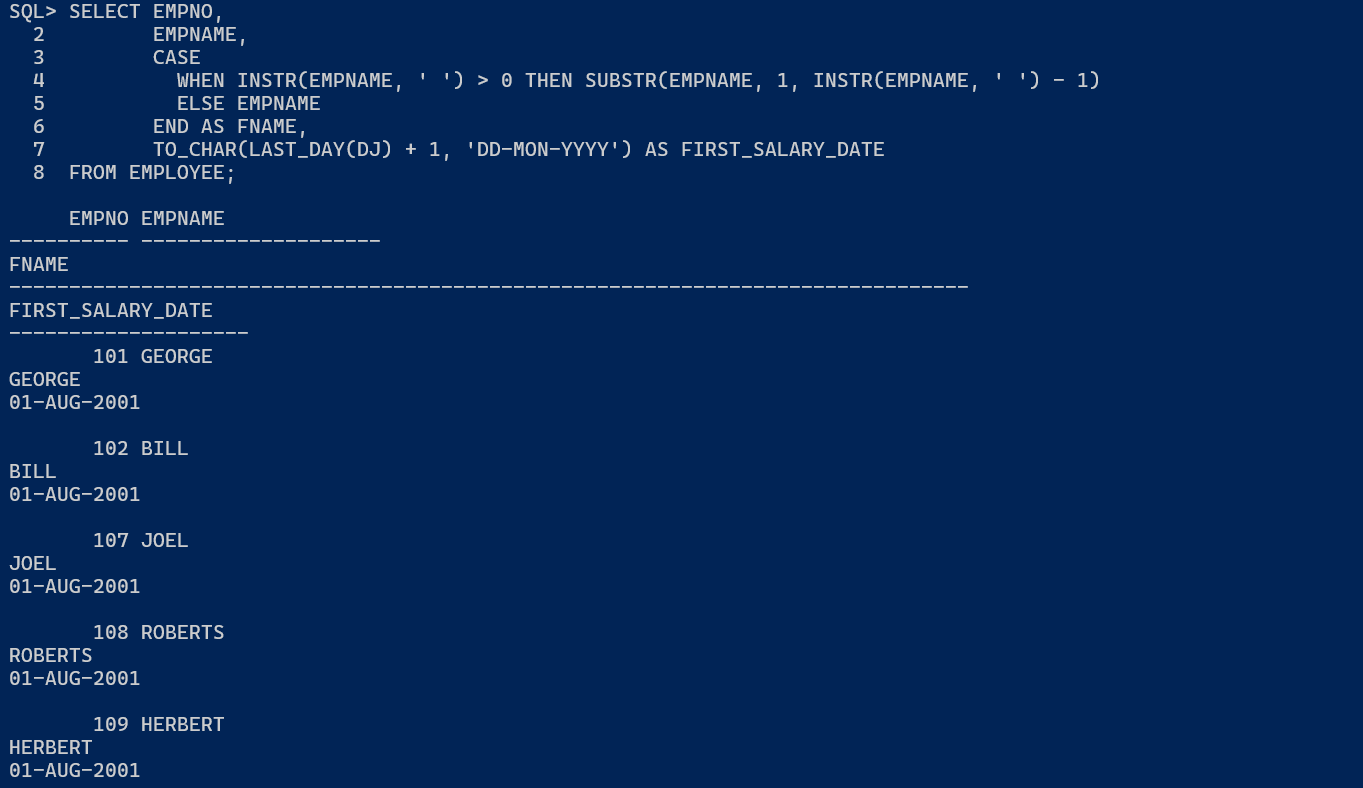 SQL> SELECT EMPNO,
  2         EMPNAME,
  3         CASE
  4           WHEN INSTR(EMPNAME, ' ') > 0 THEN SUBSTR(EMPNAME, 1, INSTR(EMPNAME, ' ') - 1)
  5           ELSE EMPNAME
  6         END AS FNAME,
  7         TO_CHAR(LAST_DAY(DJ) + 1, 'DD-MON-YYYY') AS FIRST_SALARY_DATE
  8  FROM EMPLOYEE;
     EMPNO EMPNAME
---------- --------------------
FNAME
--------------------------------------------------------------------------------
FIRST_SALARY_DATE
--------------------
       101 GEORGE
GEORGE
01-AUG-2001
       102 BILL
BILL
01-AUG-2001
       107 JOEL
JOEL
01-AUG-2001
       108 ROBERTS
ROBERTS
01-AUG-2001
       109 HERBERT
HERBERT
01-AUG-2001